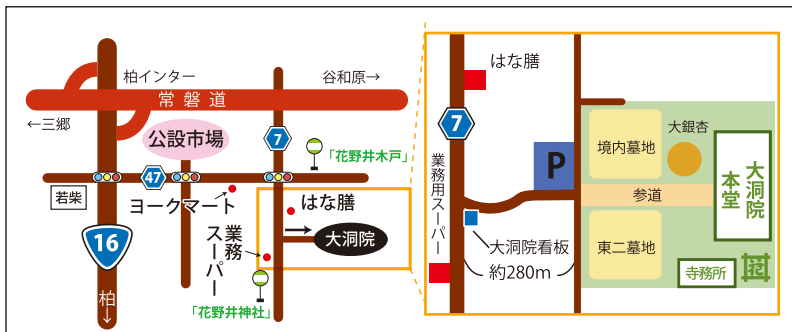 柏インター
谷和原→
常磐道
←三郷
公設市場
7
「花野井木戸」
47
若柴
ヨークマート
はな膳
16
業務
スーパー
大洞院
「花野井神社」
柏→
はな膳
7
業務用スーパー
P
境内墓地
大銀杏
大洞院
本堂
参道
大洞院看板
約280m
東二墓地
寺務所